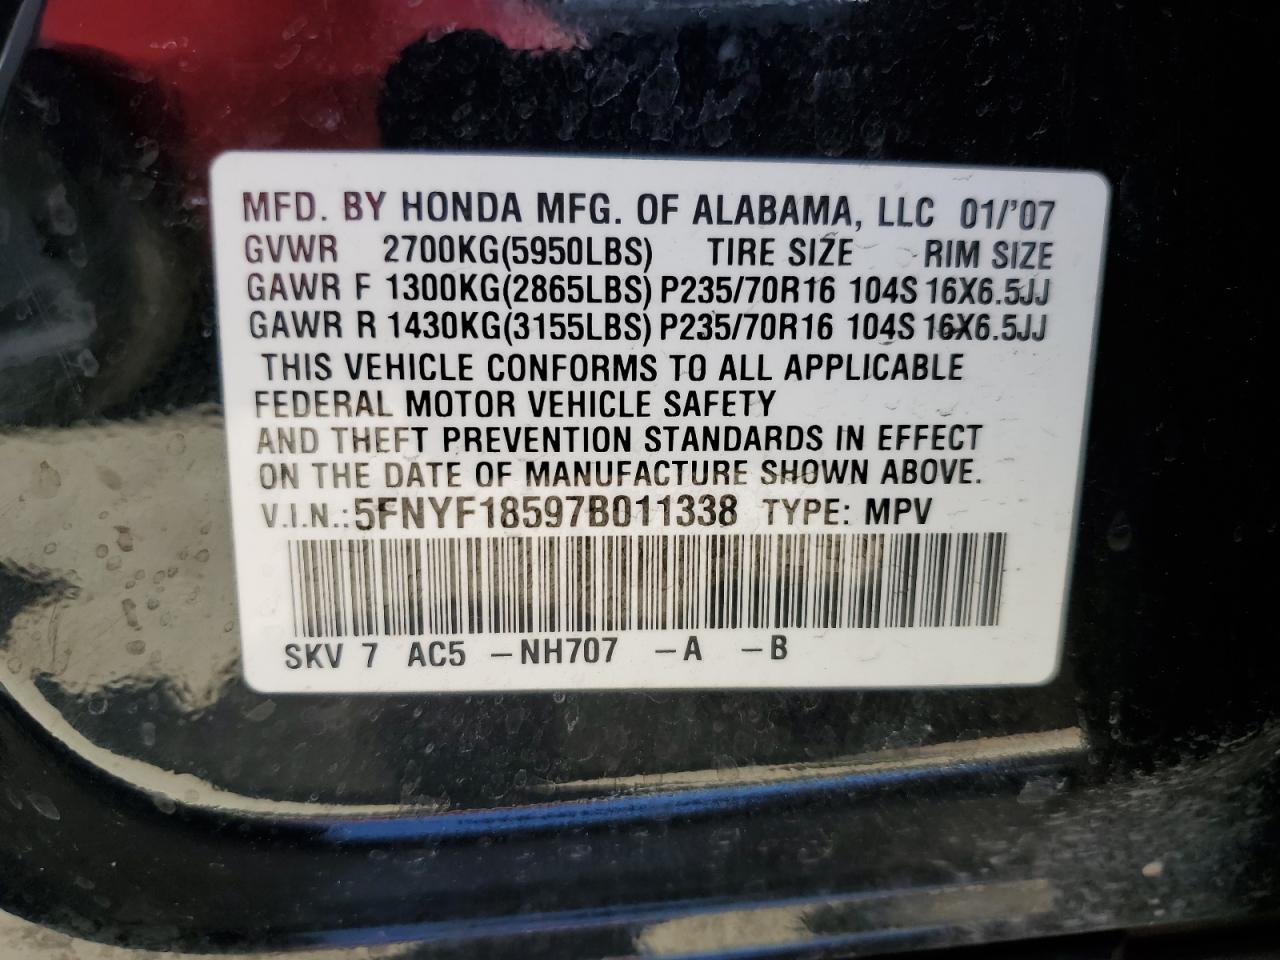 MFD. BY HONDA MFG. OF ALABAMA, LLC 01/'07
GVWR 2700KG(5950LBS) TIRE SIZE RIM SIZE
GAWR F 1300KG(2865LBS) P235/70R16 104S 16X6.5JJ
GAWR R 1430KG(3155LBS) P235/70R16 104S 16X6.5JJ
THIS VEHICLE CONFORMS TO ALL APPLICABLE
FEDERAL MOTOR VEHICLE SAFETY
AND THEFT PREVENTION STANDARDS IN EFFECT
ON THE DATE OF MANUFACTURE SHOWN ABOVE.
V.I.N.: 5FNYF18597B011338 TYPE: MPV
SKV 7 AC5 -NH707 -A -B